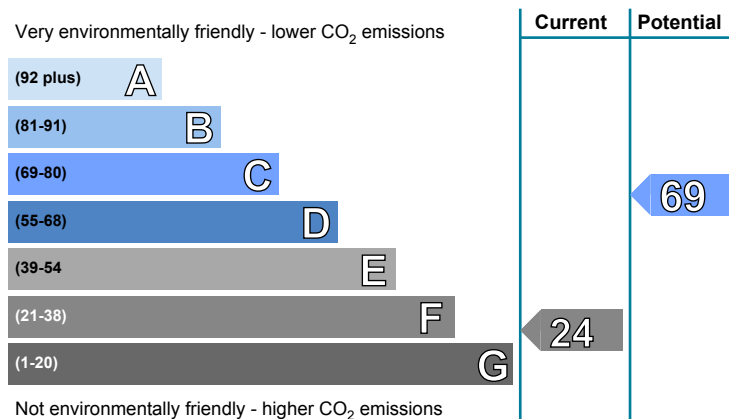 Current Potential
Very environmentally friendly - lower CO₂ emissions
(92 plus) A
(81-91) B
(69-80) C
69
(55-68) D
(39-54 E
(21-38) F
24
(1-20) G
Not environmentally friendly - higher CO₂ emissions